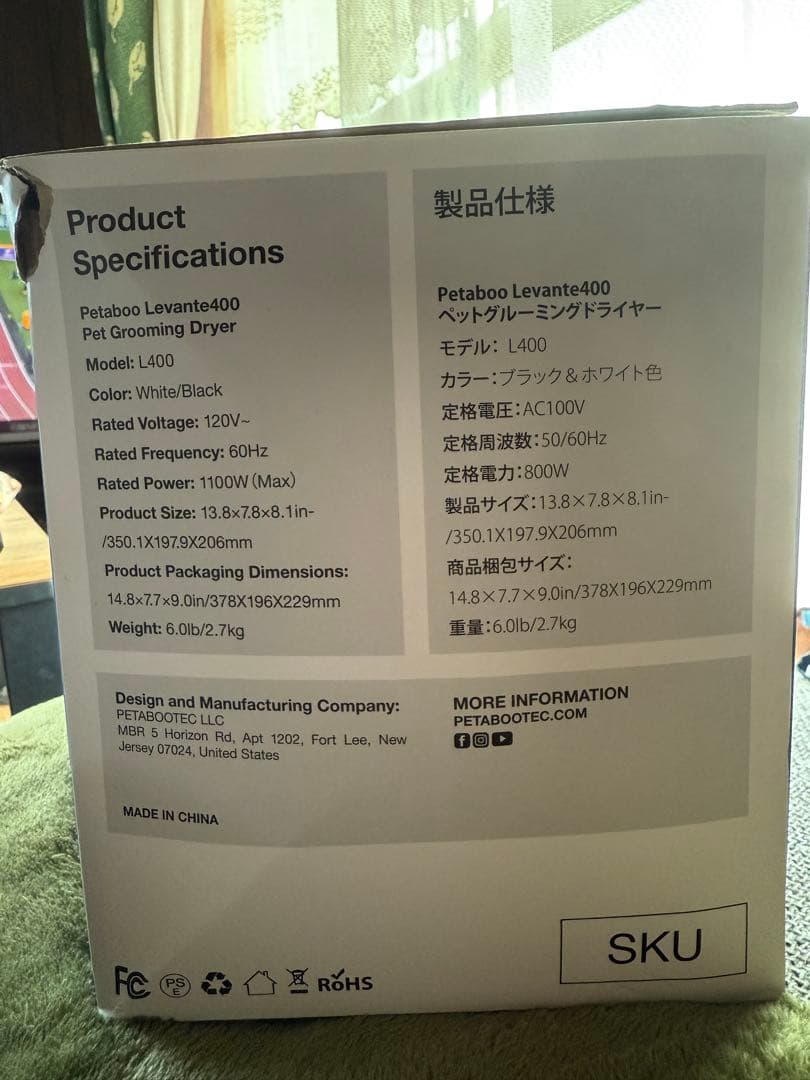 Product
Specifications
Petaboo Levante400
Pet Grooming Dryer
Model: L400
Color: White/Black
Rated Voltage: 120V~
Rated Frequency: 60Hz
Rated Power: 1100W (Max)
Product Size: 13.8×7.8×8.1in-
/350.1X197.9X206mm
Product Packaging Dimensions:
14.8×7.7×9.0in/378X196X229mm
Weight: 6.0lb/2.7kg
製品仕様
Petaboo Levante400
ペットグルーミングドライヤー
モデル: L400
カラー:ブラック&ホワイト色
定格電圧:AC100V
定格周波数:50/60Hz
定格電力:800W
製品サイズ:13.8×7.8×8.1in-
/350.1X197.9X206mm
商品梱包サイズ:
14.8×7.7×9.0in/378X196X229mm
重量:6.0lb/2.7kg
Design and Manufacturing Company:
PETABOOTEC LLC
MBR 5 Horizon Rd, Apt 1202, Fort Lee, New
Jersey 07024, United States
MADE IN CHINA
MORE INFORMATION
PETABOOTEC.COM
FC PSE RoHS
SKU